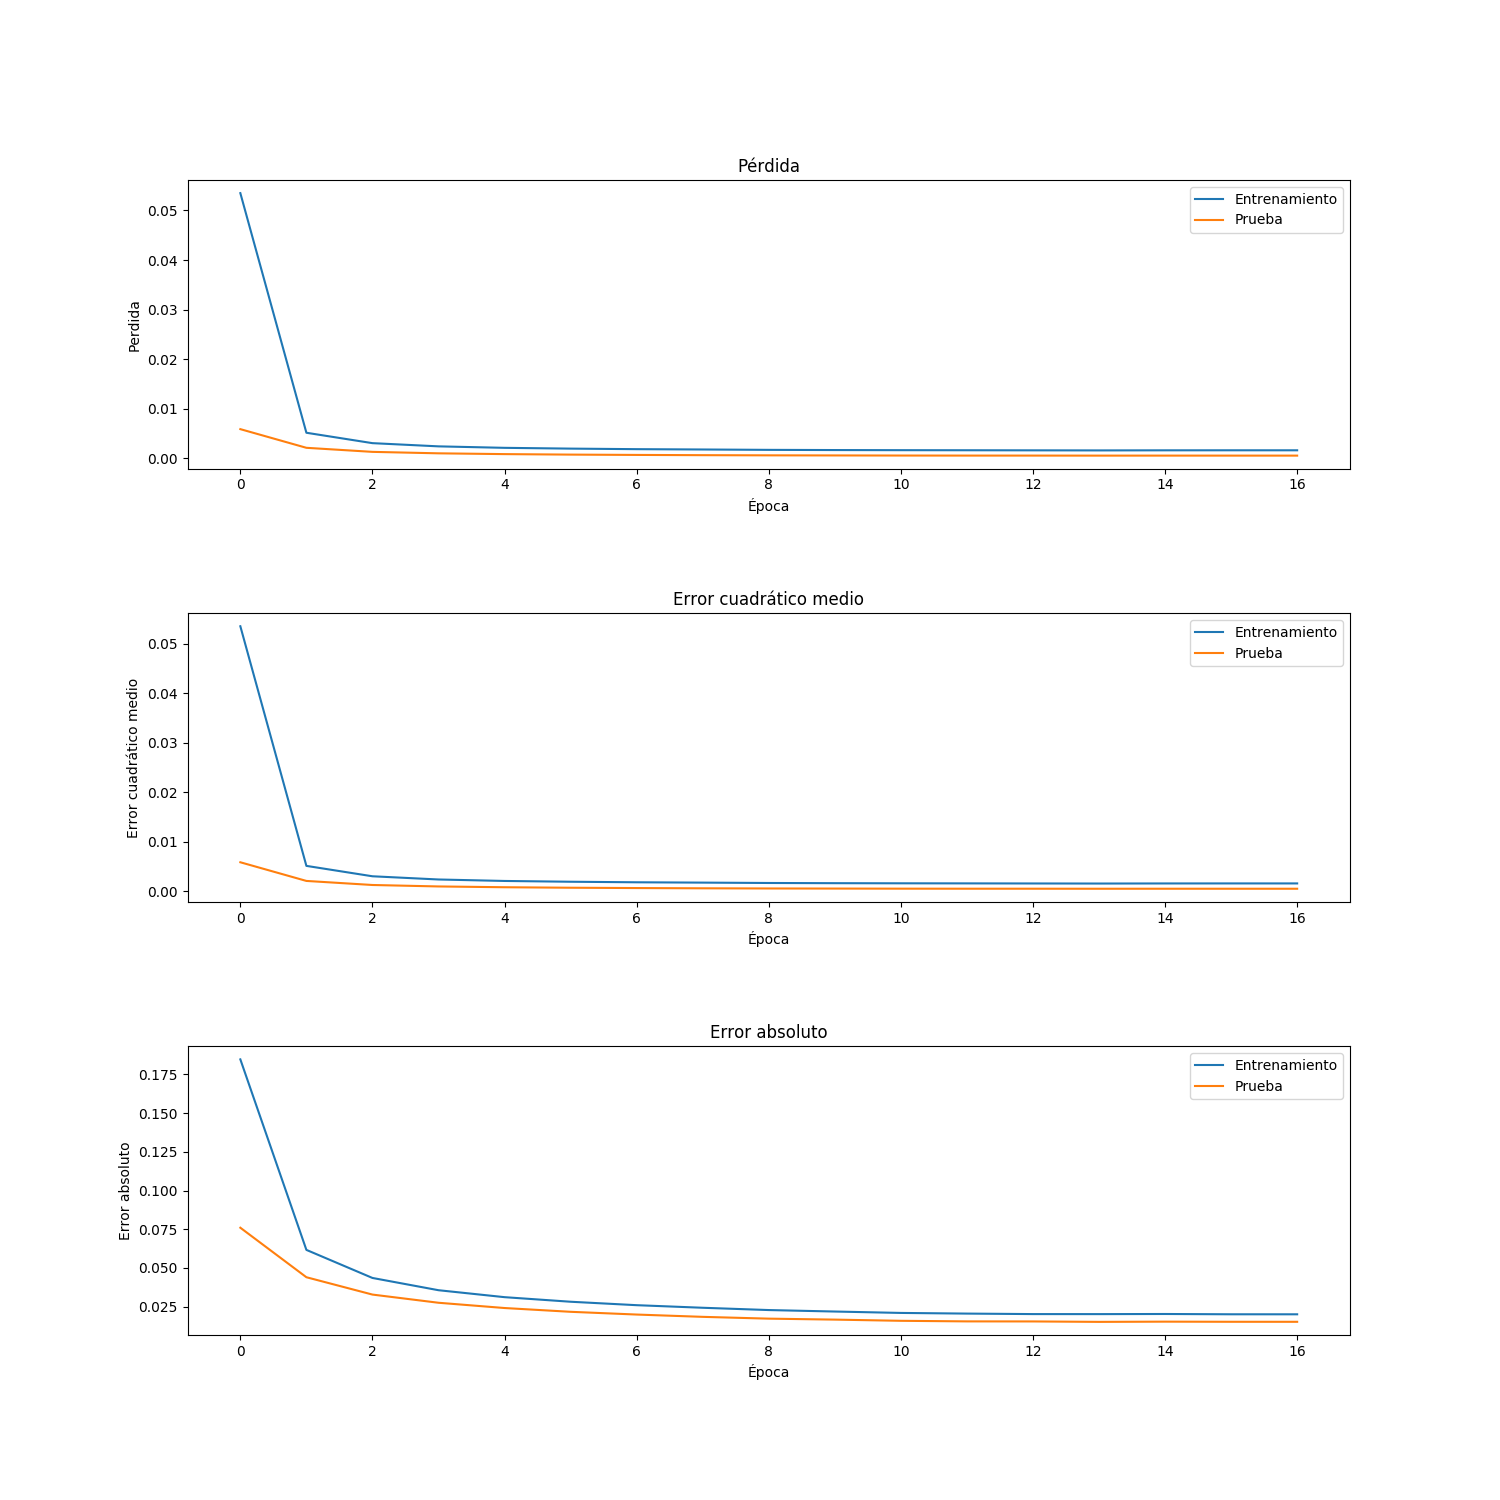 Pérdida
Entrenamiento
Prueba
0.05
0.04
0.03
0.02
0.01
0.00
Perdida
0 2 4 6 8 10 12 14 16
Época
Error cuadrático medio
Entrenamiento
Prueba
0.05
0.04
0.03
0.02
0.01
0.00
Error cuadrático medio
0 2 4 6 8 10 12 14 16
Época
Error absoluto
Entrenamiento
Prueba
0.175
0.150
0.125
0.100
0.075
0.050
0.025
Error absoluto
0 2 4 6 8 10 12 14 16
Época